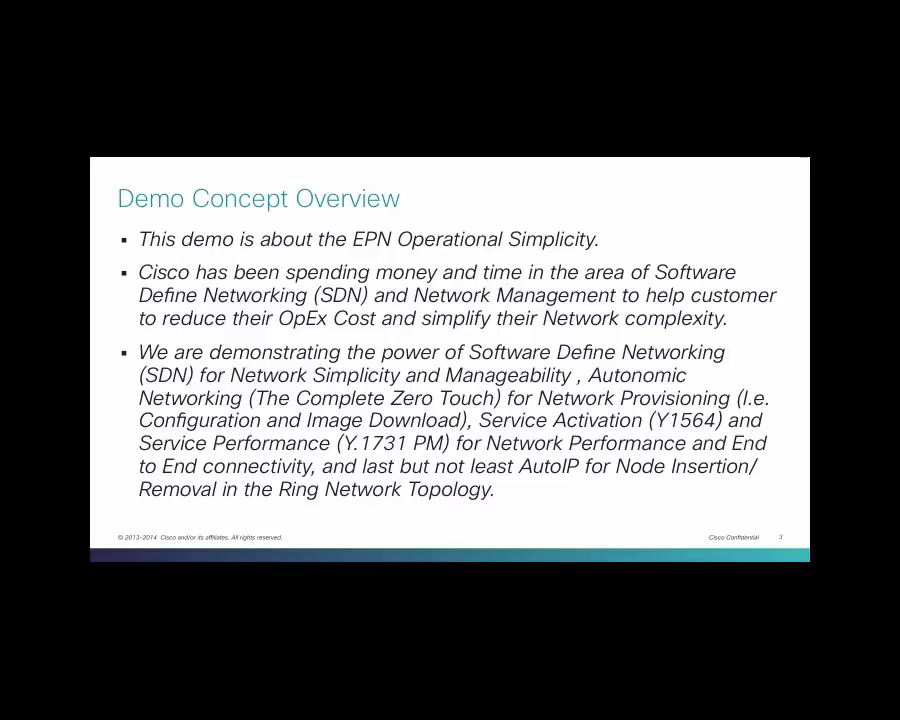 Demo Concept Overview
▪ This demo is about the EPN Operational Simplicity.
▪ Cisco has been spending money and time in the area of Software
Define Networking (SDN) and Network Management to help customer
to reduce their OpEx Cost and simplify their Network complexity.
▪ We are demonstrating the power of Software Define Networking
(SDN) for Network Simplicity and Manageability , Autonomic
Networking (The Complete Zero Touch) for Network Provisioning (I.e.
Configuration and Image Download), Service Activation (Y1564) and
Service Performance (Y.1731 PM) for Network Performance and End
to End connectivity, and last but not least AutoIP for Node Insertion/
Removal in the Ring Network Topology.
© 2013-2014 Cisco and/or its affiliates. All rights reserved.
Cisco Confidential 3